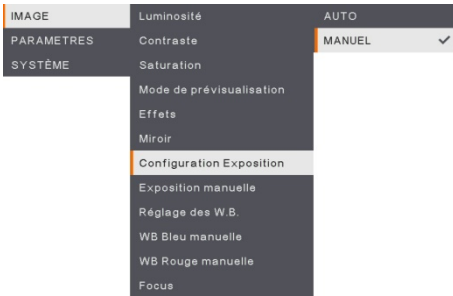 IMAGE
PARAMETRES
SYSTÈME
Luminosité
Contraste
Saturation
Mode de prévisualisation
Effets
Miroir
Configuration Exposition
Exposition manuelle
Réglage des W.B.
WB Bleu manuelle
WB Rouge manuelle
Focus
AUTO
MANUEL